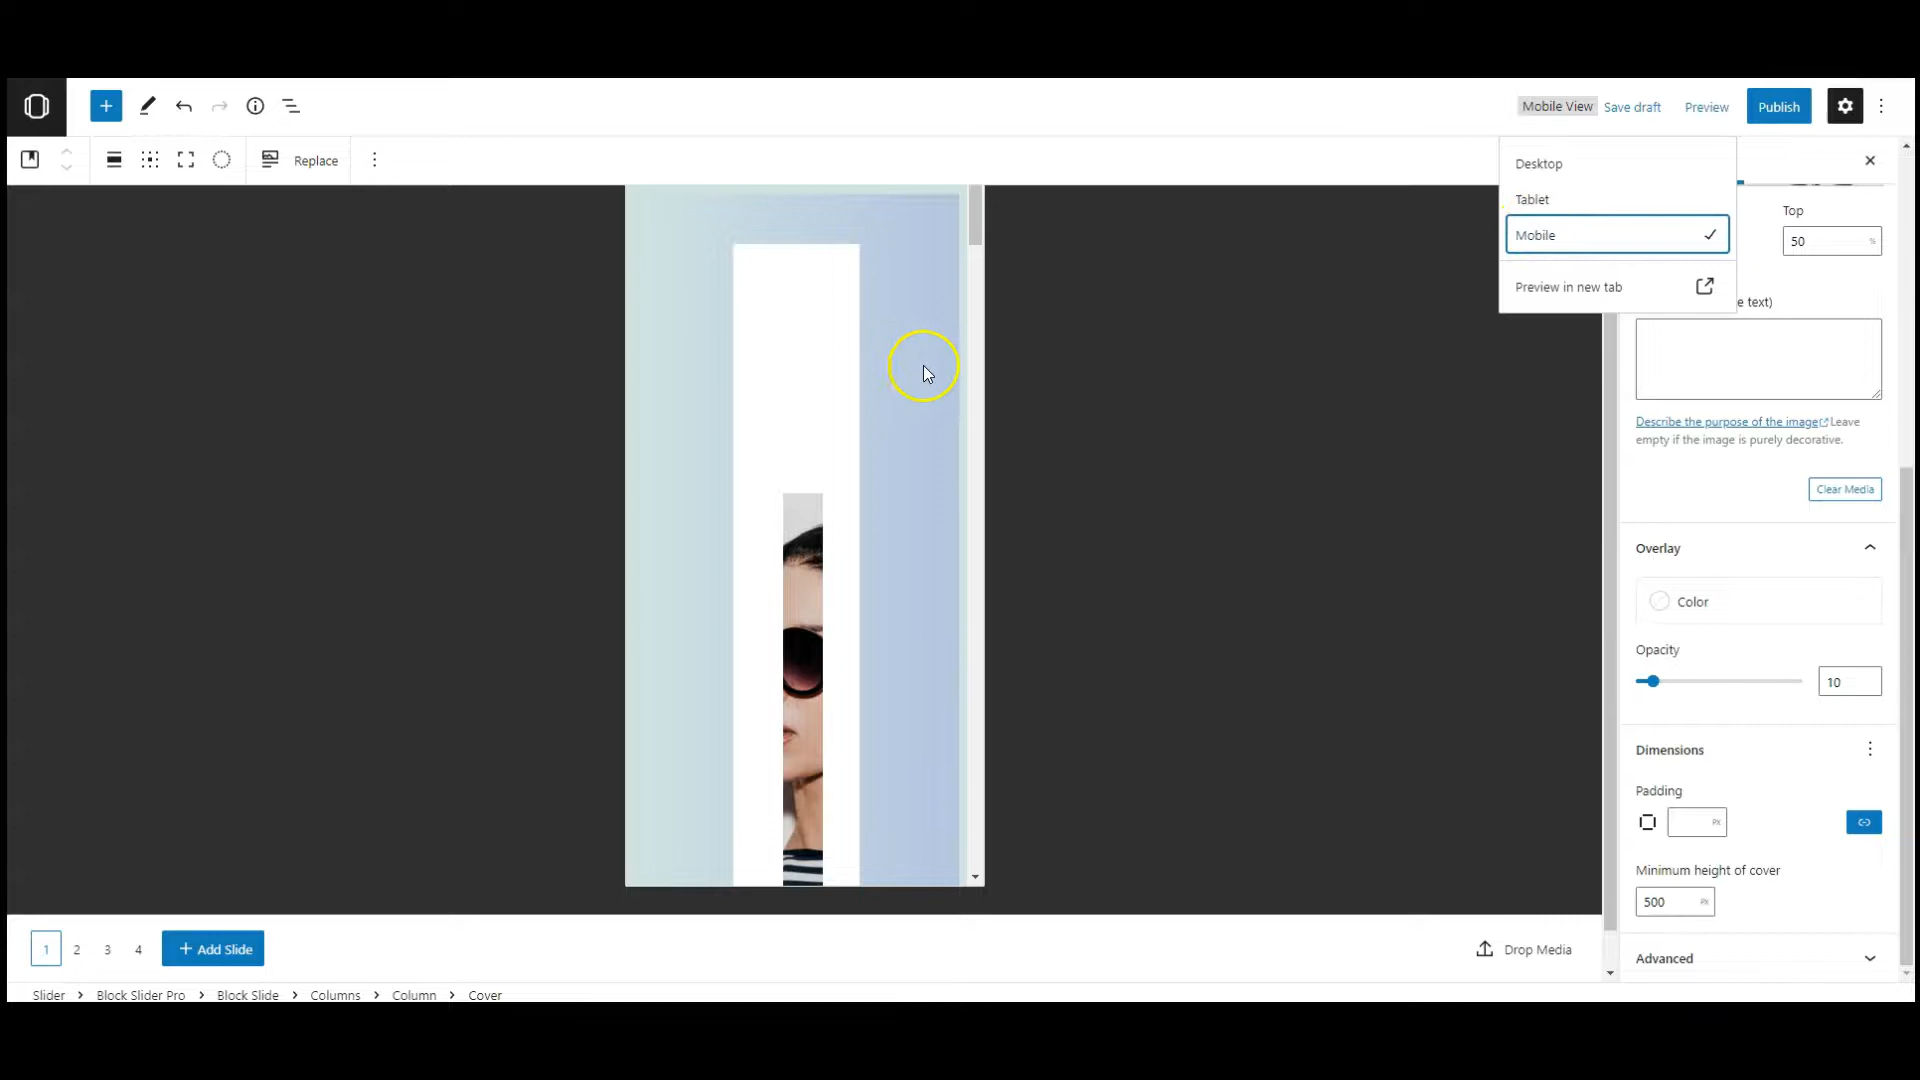 Mobile View Save draft Preview Publish
Replace
Desktop
Tablet
Mobile
Preview in new tab
Top
50 %
e text)
Describe the purpose of the image Leave
empty if the image is purely decorative.
Clear Media
Overlay
Color
Opacity
10
Dimensions
Padding
PX
Minimum height of cover
500 PX
Advanced
1 2 3 4 + Add Slide Drop Media
Slider > Block Slider Pro > Block Slide > Columns > Column > Cover